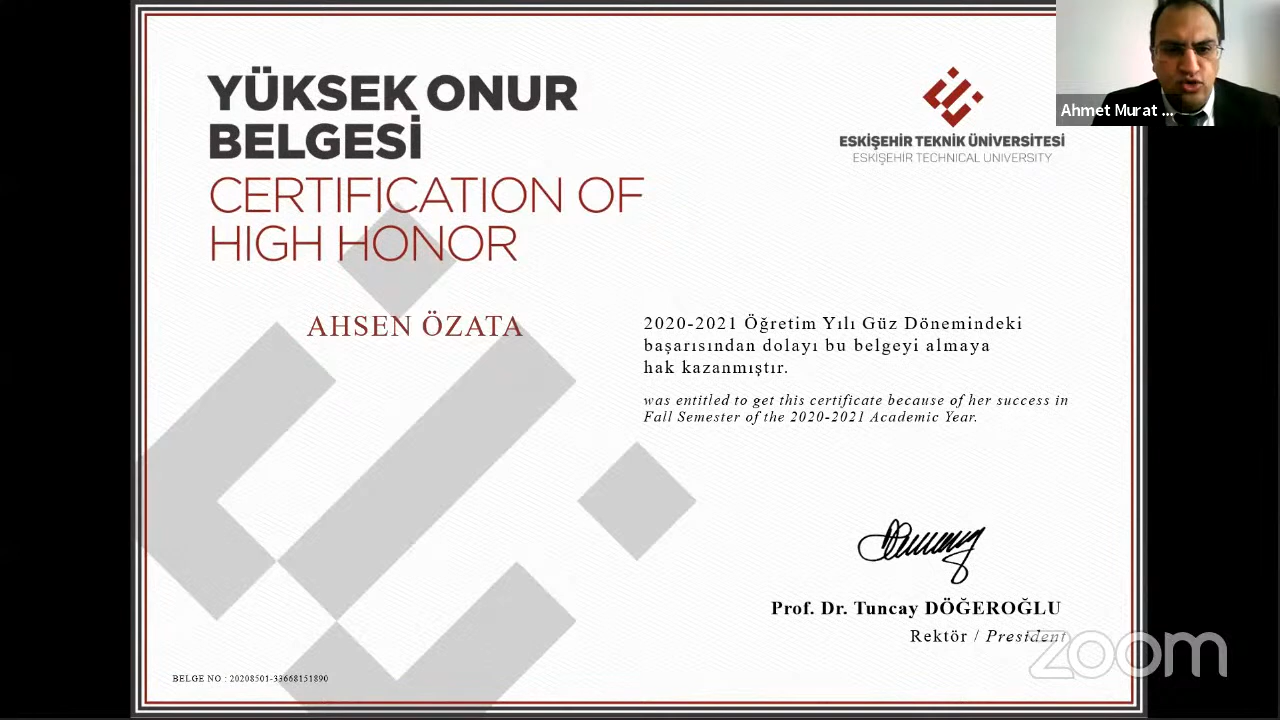 YÜKSEK ONUR
BELGESİ
CERTIFICATION OF
HIGH HONOR
ESKİŞEHİR TEKNİK ÜNİVERSİTESİ
ESKİŞEHİR TECHNICAL UNIVERSITY
Ahmet Murat ...
AHSEN ÖZATA
2020-2021 Öğretim Yılı Güz Dönemindeki
başarısından dolayı bu belgeyi almaya
hak kazanmıştır.
was entitled to get this certificate because of her success in
Fall Semester of the 2020-2021 Academic Year.
Prof. Dr. Tuncay DÖĞEROĞLU
Rektör / President
zoom
BELGE NO : 20208501-33668151890